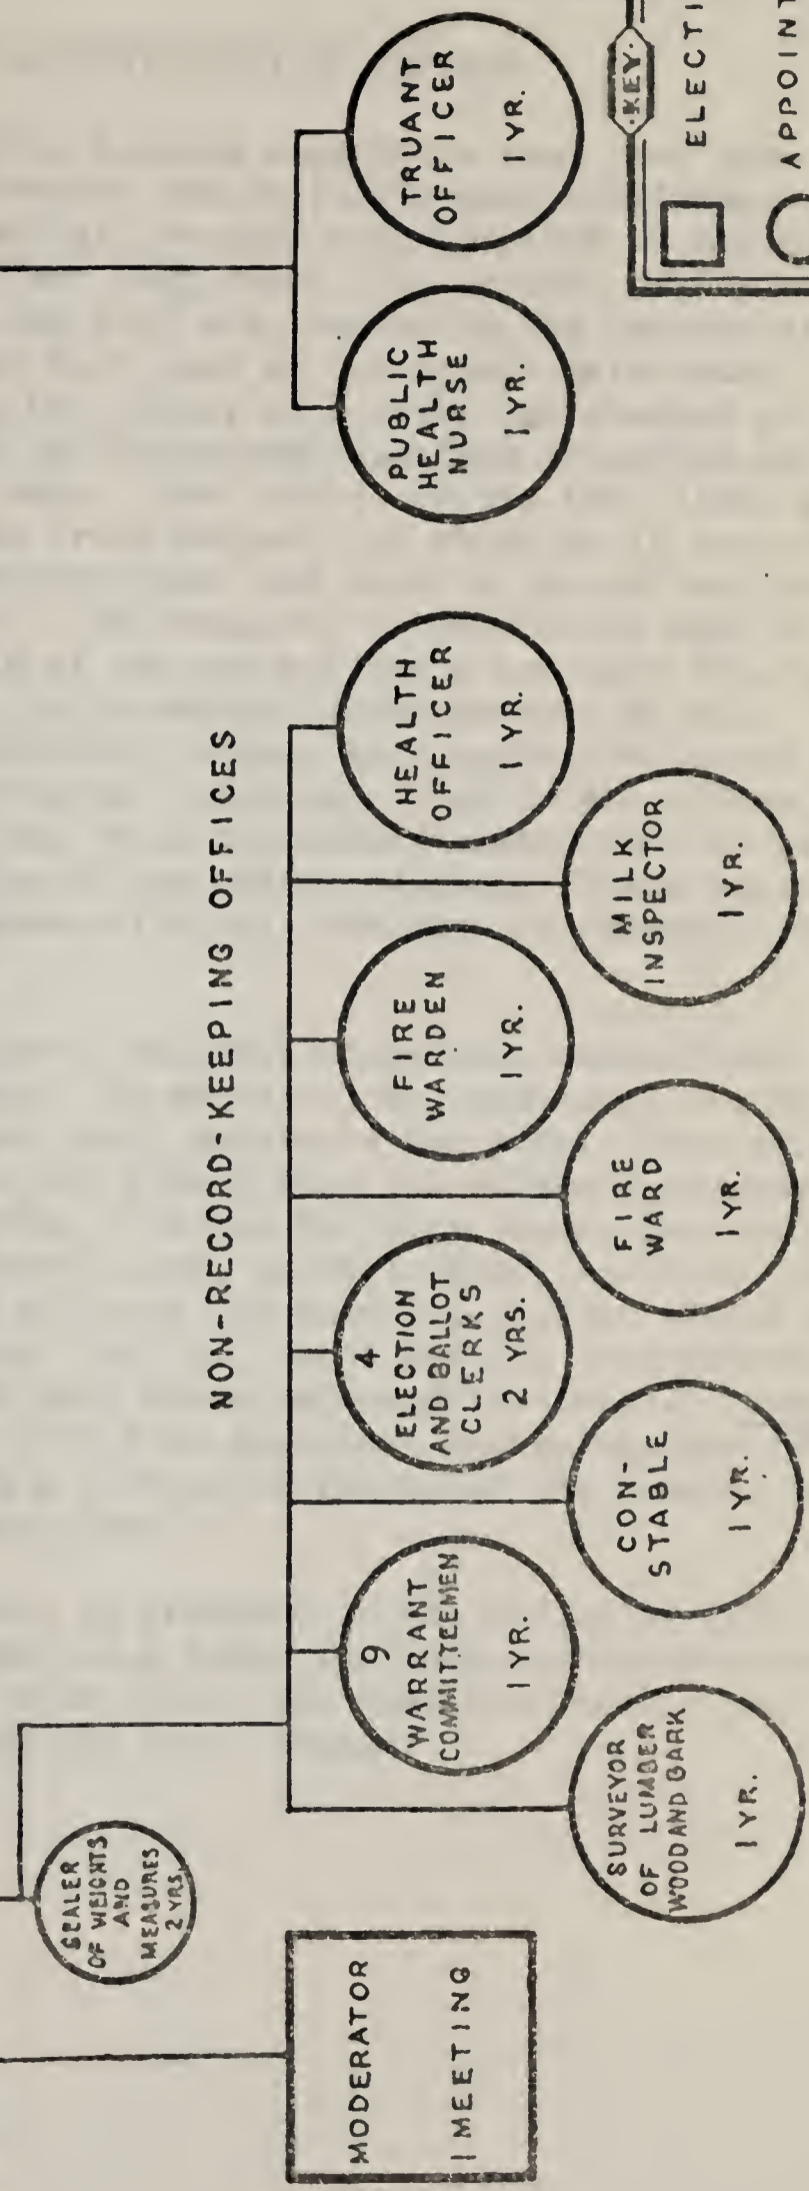 NON-RECORD-KEEPING OFFICES
SEALER
OF WEIGHTS
AND
MEASURES
2 YRS.
MODERATOR
1 MEETING
9
WARRANT
COMMITTEEMEN
1 YR.
4
ELECTION
AND BALLOT
CLERKS
2 YRS.
FIRE
WARDEN
1 YR.
HEALTH
OFFICER
1 YR.
PUBLIC
HEALTH
NURSE
1 YR.
TRUANT
OFFICER
1 YR.
SURVEYOR
OF LUMBER
WOOD AND BARK
1 YR.
CON-
STABLE
1 YR.
FIRE
WARD
1 YR.
MILK
INSPECTOR
1 YR.
·KEY·
ELECTI
APPOINT